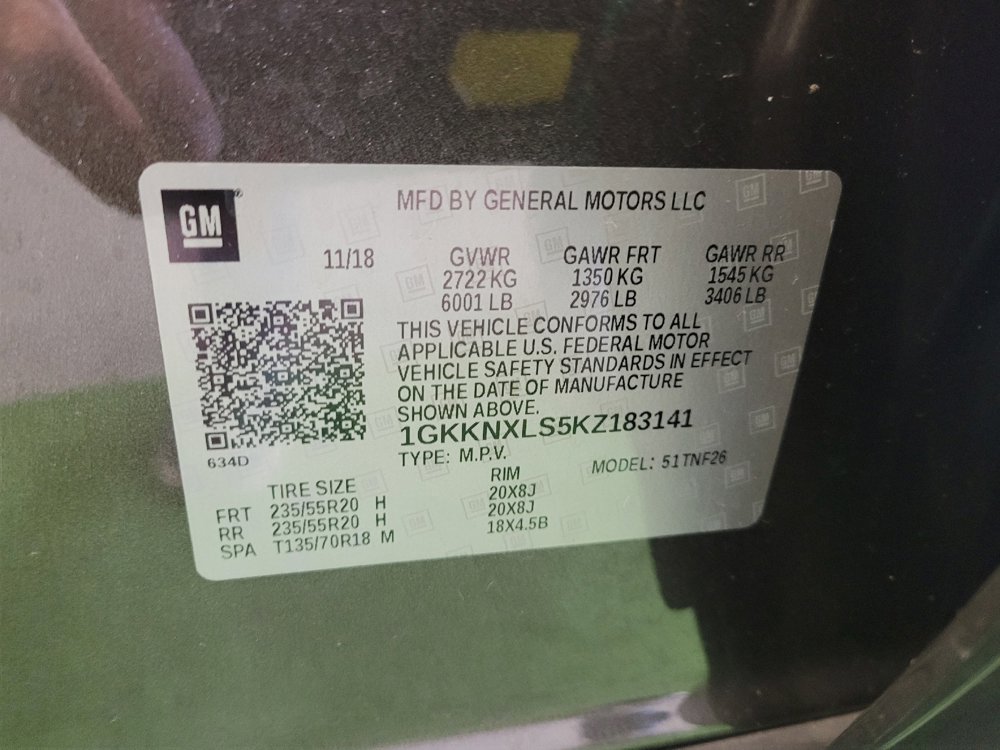 GM
MFD BY GENERAL MOTORS LLC
11/18 GVWR GAWR FRT GAWR RR
2722 KG 1350 KG 1545 KG
6001 LB 2976 LB 3406 LB
THIS VEHICLE CONFORMS TO ALL
APPLICABLE U.S. FEDERAL MOTOR
VEHICLE SAFETY STANDARDS IN EFFECT
ON THE DATE OF MANUFACTURE
SHOWN ABOVE.
1GKKNXLS5KZ183141
TYPE: M.P.V. MODEL: 51TNF26
634D
TIRE SIZE RIM
FRT 235/55R20 H 20X8J
RR 235/55R20 H 20X8J
SPA T135/70R18 M 18X4.5B